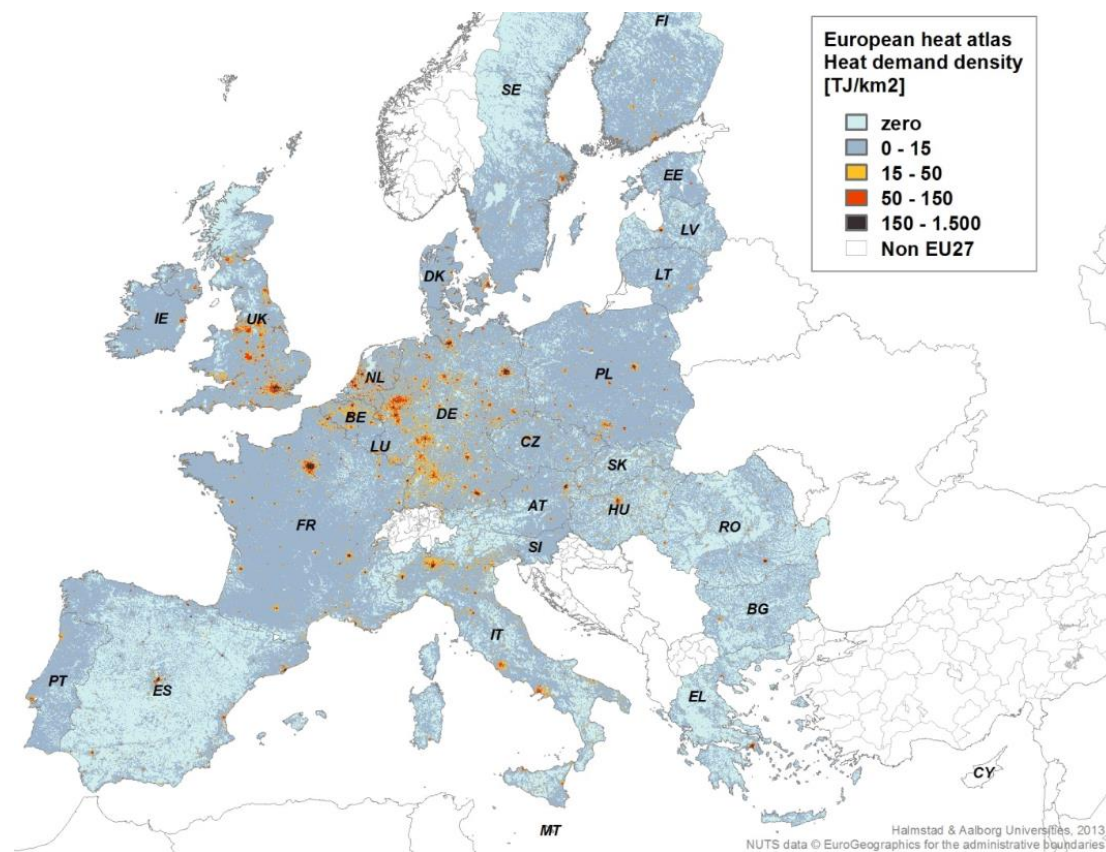 European heat atlas
Heat demand density
[TJ/km2]
zero
0 - 15
15 - 50
50 - 150
150 - 1.500
Non EU27
FI
SE
EE
LV
DK
LT
IE
UK
NL
PL
BE
DE
LU
CZ
SK
AT
HU
FR
RO
SI
BG
IT
PT
ES
EL
CY
MT
Halmstad & Aalborg Universities, 2013
NUTS data © EuroGeographics for the administrative boundaries